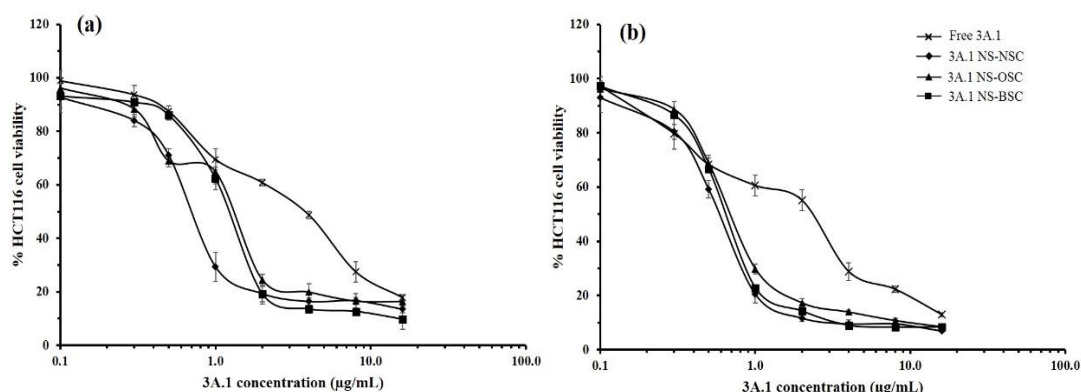 (a)
120
100
80
60
40
20
0
% HCT116 cell viability
0.1 1.0 10.0 100.0
3A.1 concentration (µg/mL)
(b)
120
100
80
60
40
20
0
% HCT116 cell viability
0.1 1.0 10.0 100.0
3A.1 concentration (µg/mL)
Free 3A.1
3A.1 NS-NSC
3A.1 NS-OSC
3A.1 NS-BSC